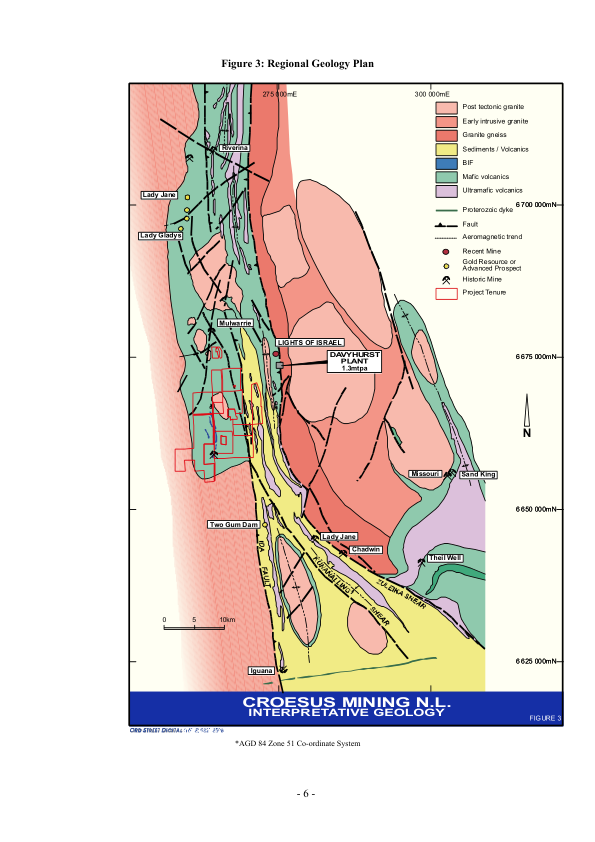 Figure 3: Regional Geology Plan
275 000mE
300 000mE
Post tectonic granite
Early intrusive granite
Granite gneiss
Sediments / Volcanics
BIF
Mafic volcanics
Ultramafic volcanics
Proterozoic dyke
Fault
Aeromagnetic trend
Recent Mine
Gold Resource or
Advanced Prospect
Historic Mine
Project Tenure
Riverina
Lady Jane
6 700 000mN
Lady Gladys
Mulwarrie
LIGHTS OF ISRAEL
DAVYHURST
PLANT
1.3mtpa
6 675 000mN
N
Missouri
Sand King
6 650 000mN
Two Gum Dam
IDA
FAULT
Lady Jane
Chadwin
Theil Well
KUNANALLING
SHEAR
ZULEIKA SHEAR
0 5 10km
Iguana
6 625 000mN
CROESUS MINING N.L.
INTERPRETATIVE GEOLOGY
FIGURE 3
*AGD 84 Zone 51 Co-ordinate System
- 6 -